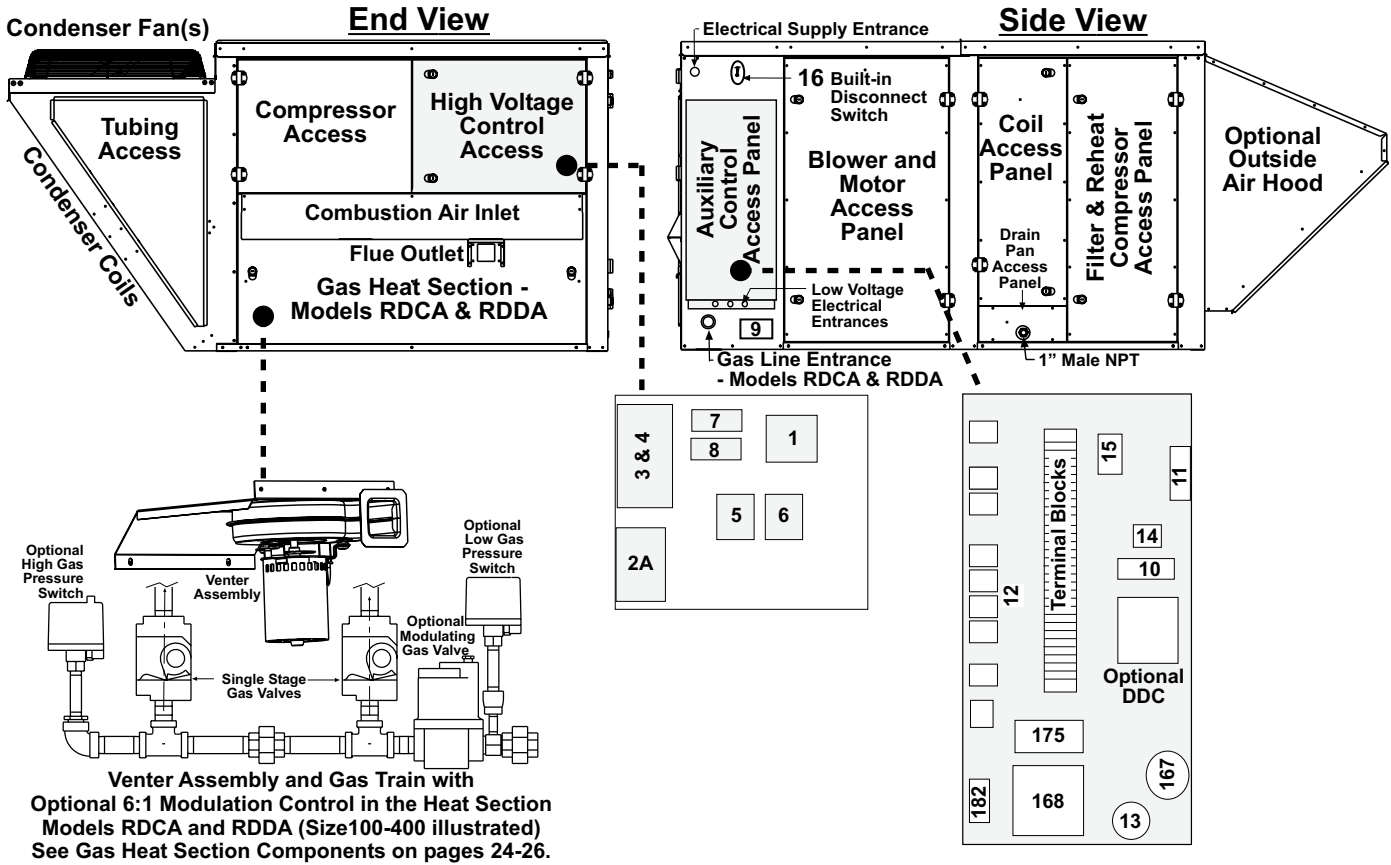 End View
Side View
Condenser Fan(s)
Tubing
Access
Condenser Coils
Compressor
Access
High Voltage
Control
Access
Combustion Air Inlet
Flue Outlet
Gas Heat Section -
Models RDCA & RDDA
Electrical Supply Entrance
16 Built-in
Disconnect
Switch
Auxiliary
Control
Access Panel
Blower and
Motor
Access
Panel
Coil
Access
Panel
Drain
Pan
Access
Panel
Filter & Reheat
Compressor
Access Panel
Optional
Outside
Air Hood
Low Voltage
Electrical
Entrances
9
Gas Line Entrance
- Models RDCA & RDDA
1” Male NPT
3 & 4
7
8
1
5
6
2A
12
Terminal Blocks
15
11
14
10
Optional
DDC
175
167
182
168
13
Optional
High Gas
Pressure
Switch
Venter
Assembly
Optional
Low Gas
Pressure
Switch
Optional
Modulating
Gas Valve
Single Stage
Gas Valves
Venter Assembly and Gas Train with
Optional 6:1 Modulation Control in the Heat Section
Models RDCA and RDDA (Size100-400 illustrated)
See Gas Heat Section Components on pages 24-26.